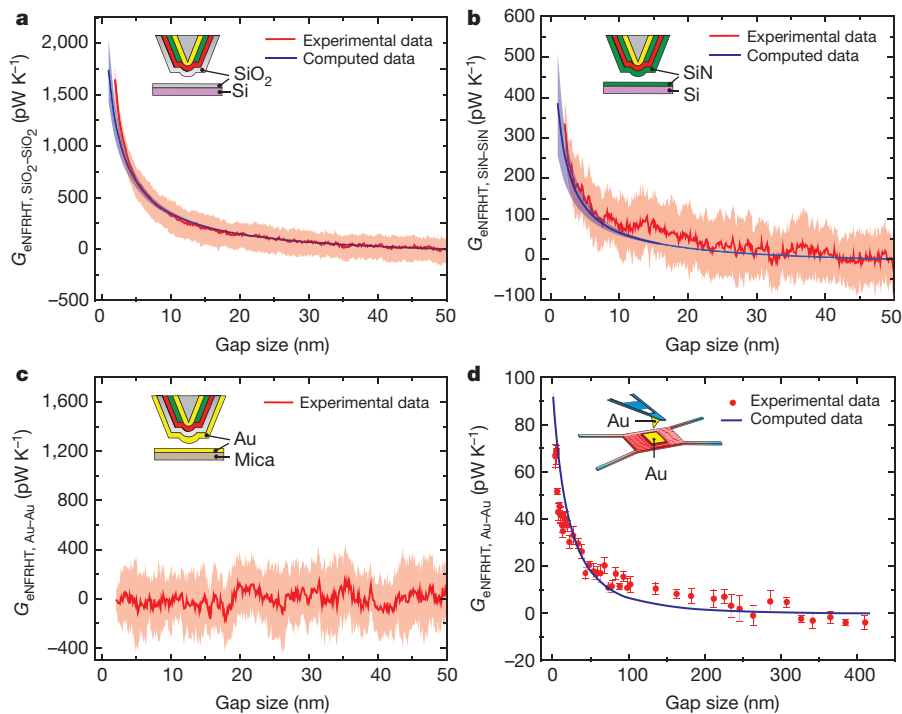 a
2,000
1,500
1,000
500
0
−500
0
10
20
30
40
50
Gap size (nm)
G_eNFRHT, SiO₂–SiO₂ (pW K⁻¹)
Experimental data
Computed data
SiO₂
Si
b
600
500
400
300
200
100
0
−100
0
10
20
30
40
50
Gap size (nm)
G_eNFRHT, SiN–SiN (pW K⁻¹)
Experimental data
Computed data
SiN
Si
c
1,600
1,200
800
400
0
−400
0
10
20
30
40
50
Gap size (nm)
G_eNFRHT, Au–Au (pW K⁻¹)
Experimental data
Au
Mica
d
100
80
60
40
20
0
−20
0
100
200
300
400
Gap size (nm)
G_eNFRHT, Au–Au (pW K⁻¹)
Experimental data
Computed data
Au
Au